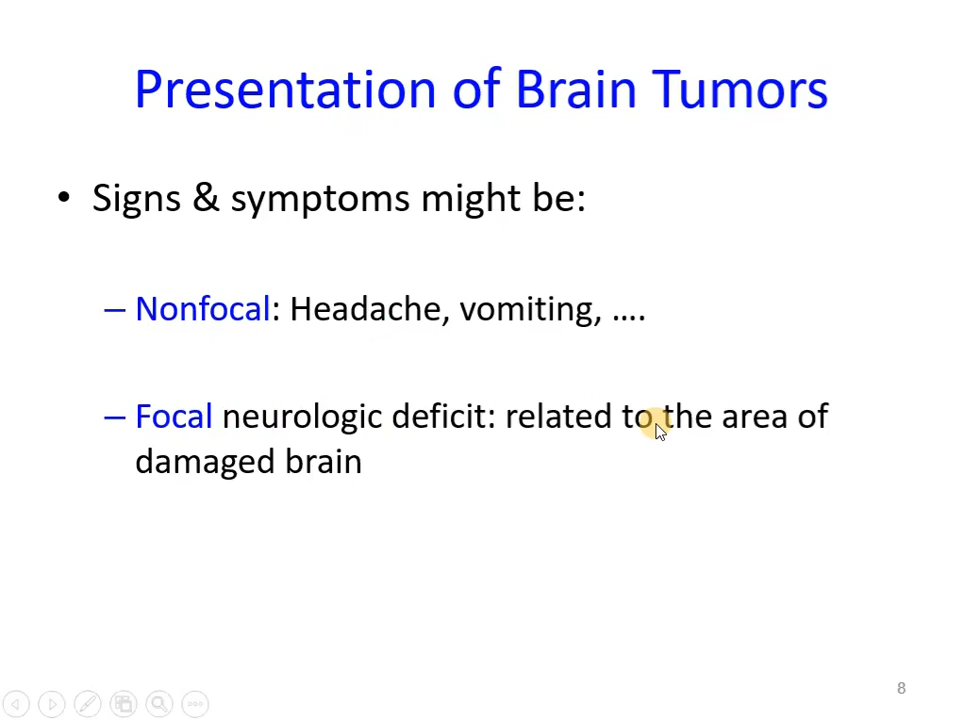 Presentation of Brain Tumors
• Signs & symptoms might be:
– Nonfocal: Headache, vomiting, ….
– Focal neurologic deficit: related to the area of
damaged brain
8